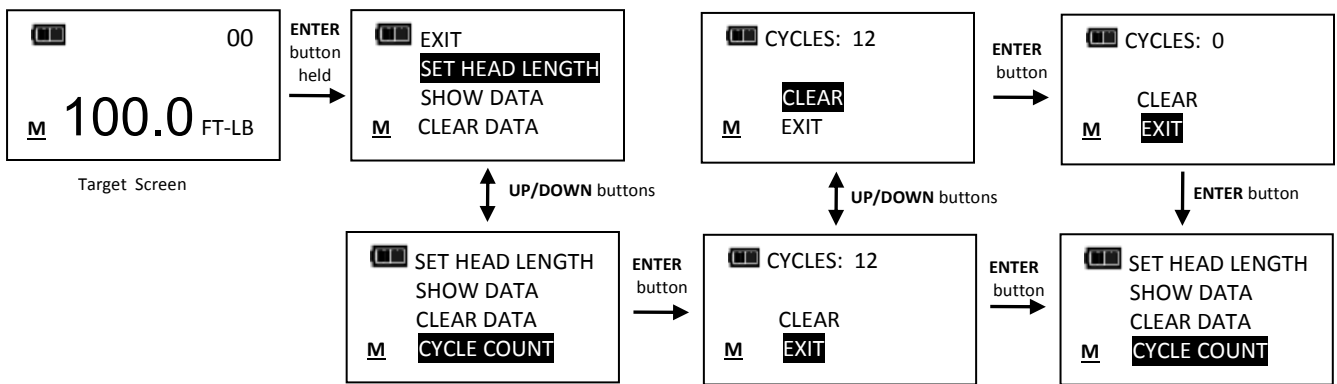 00
M 100.0 FT-LB
Target Screen
ENTER
button
held
EXIT
SET HEAD LENGTH
SHOW DATA
M CLEAR DATA
UP/DOWN buttons
SET HEAD LENGTH
SHOW DATA
CLEAR DATA
M CYCLE COUNT
ENTER
button
CYCLES: 12
CLEAR
M EXIT
UP/DOWN buttons
CYCLES: 12
CLEAR
M EXIT
ENTER
button
CYCLES: 0
CLEAR
M EXIT
ENTER button
ENTER
button
SET HEAD LENGTH
SHOW DATA
CLEAR DATA
M CYCLE COUNT